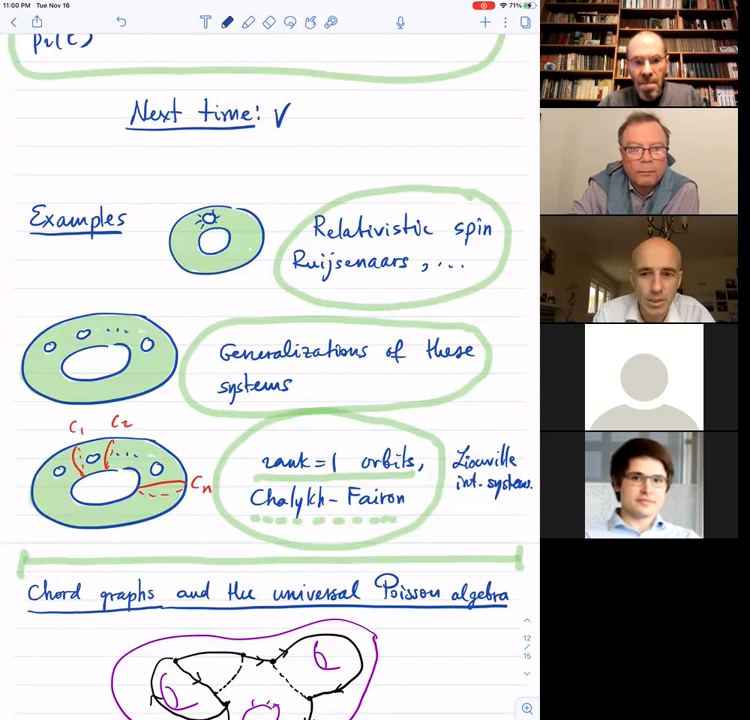 11:00 PM Tue Nov 16
71%
Next time: V
Examples
Relativistic spin
Ruijsenaars, ...
...
Generalizations of these
systems
C1 C2
...
Cn
rank = 1 orbits,
Chalykh - Fairon
Liouville
int. systems.
Chord graphs and the universal Poisson algebra
12
/
15